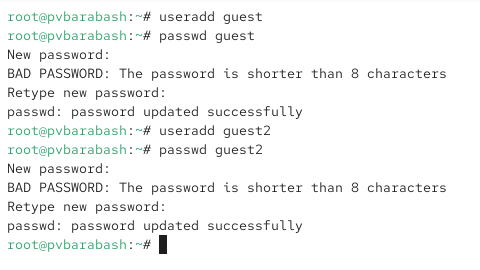 root@pvbarabash:~# useradd guest
root@pvbarabash:~# passwd guest
New password:
BAD PASSWORD: The password is shorter than 8 characters
Retype new password:
passwd: password updated successfully
root@pvbarabash:~# useradd guest2
root@pvbarabash:~# passwd guest2
New password:
BAD PASSWORD: The password is shorter than 8 characters
Retype new password:
passwd: password updated successfully
root@pvbarabash:~#